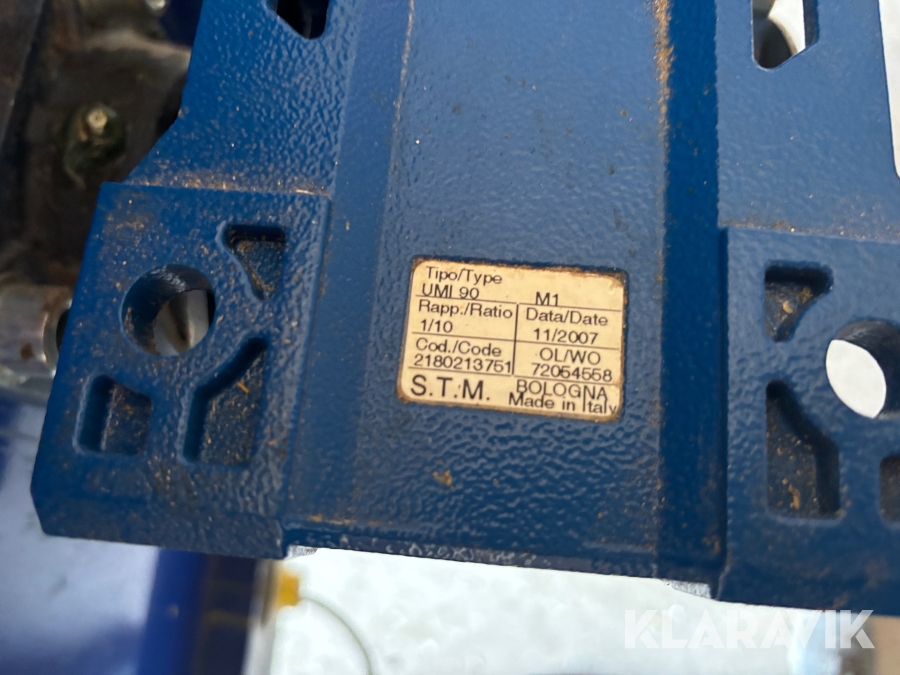 Tipo/Type
UMI 90 M1
Rapp./Ratio Data/Date
1/10 11/2007
Cod./Code OL/WO
2180213751 72054558
S.T.M. BOLOGNA
Made in Italy
KLARAVIK